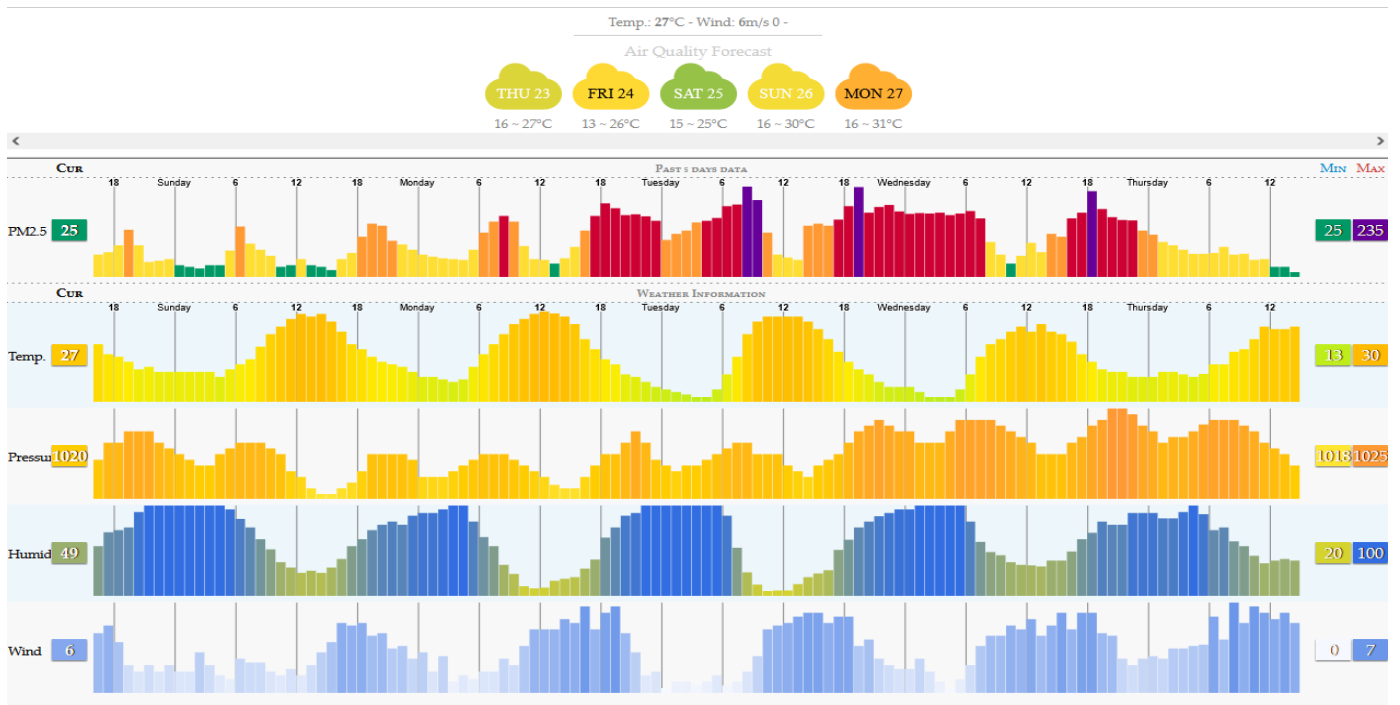 Temp.: 27°C - Wind: 6m/s 0 -
Air Quality Forecast
THU 23 FRI 24 SAT 25 SUN 26 MON 27
16 ~ 27°C 13 ~ 26°C 15 ~ 25°C 16 ~ 30°C 16 ~ 31°C
Cur Past 5 days data Min Max
18 Sunday 6 12 18 Monday 6 12 18 Tuesday 6 12 18 Wednesday 6 12 18 Thursday 6 12
PM2.5 25 25 235
Cur Weather Information
18 Sunday 6 12 18 Monday 6 12 18 Tuesday 6 12 18 Wednesday 6 12 18 Thursday 6 12
Temp. 27 13 30
Pressur 1020 1018 1025
Humid 49 20 100
Wind 6 0 7